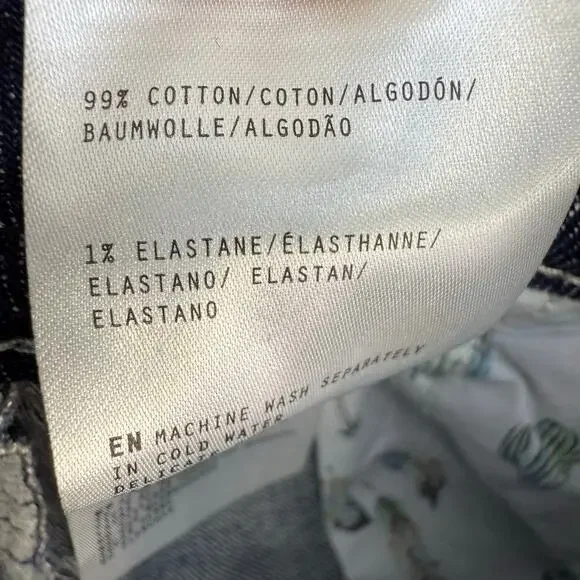 99% COTTON/COTON/ALGODÓN/
BAUMWOLLE/ALGODÃO
1% ELASTANE/ÉLASTHANNE/
ELASTANO/ ELASTAN/
ELASTANO
EN MACHINE WASH SEPARATELY
IN COLD WATER
DELICATE